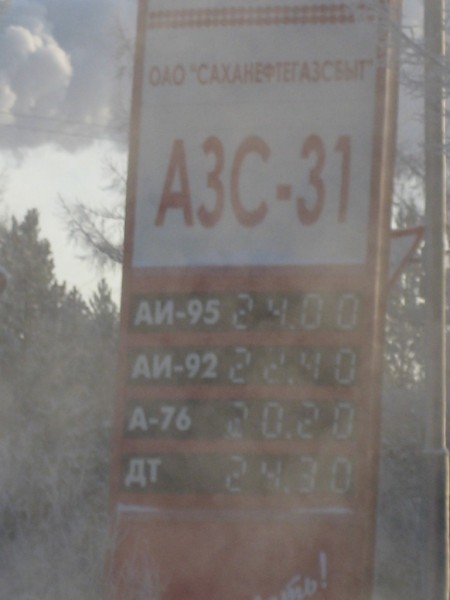 ОАО "САХАНЕФТЕГАЗСБЫТ"
АЗС-31
АИ-95 24.00
АИ-92 22.40
А-76 20.20
ДТ 24.30